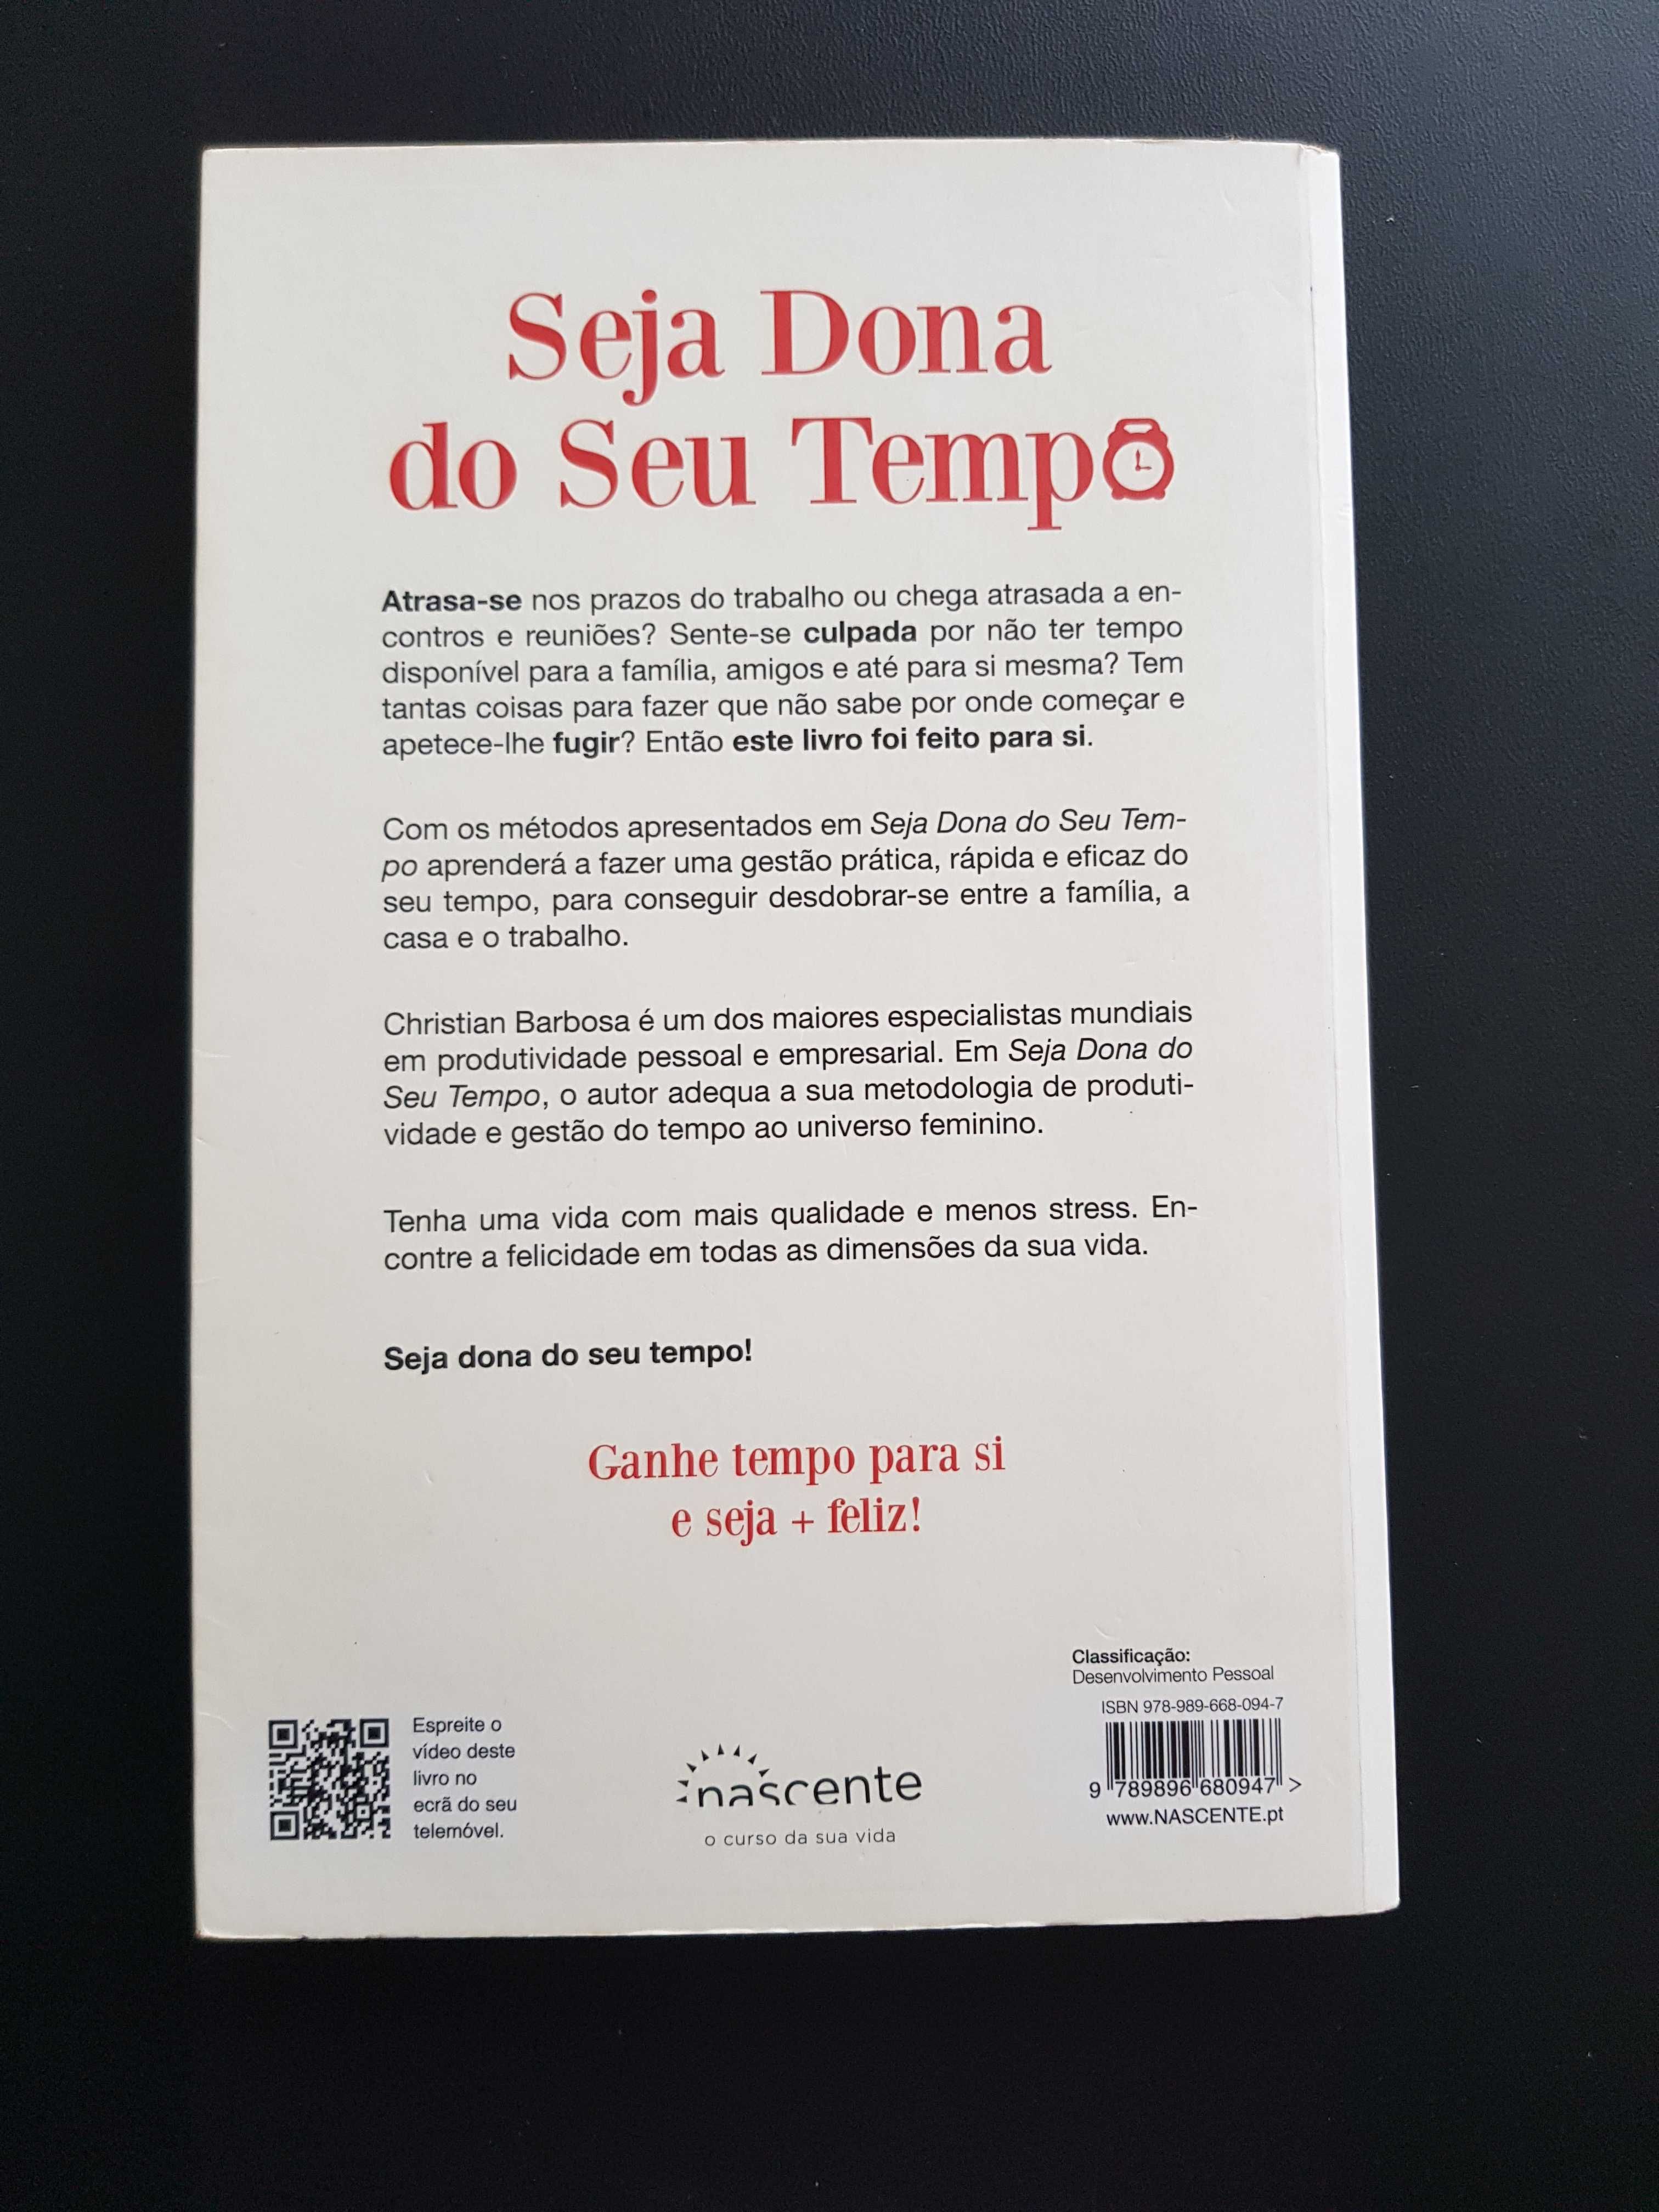 Seja Dona
do Seu Tempo
Atrasa-se nos prazos do trabalho ou chega atrasada a en-
contros e reuniões? Sente-se culpada por não ter tempo
disponível para a família, amigos e até para si mesma? Tem
tantas coisas para fazer que não sabe por onde começar e
apetece-lhe fugir? Então este livro foi feito para si.
Com os métodos apresentados em Seja Dona do Seu Tem-
po aprenderá a fazer uma gestão prática, rápida e eficaz do
seu tempo, para conseguir desdobrar-se entre a família, a
casa e o trabalho.
Christian Barbosa é um dos maiores especialistas mundiais
em produtividade pessoal e empresarial. Em Seja Dona do
Seu Tempo, o autor adequa a sua metodologia de produti-
vidade e gestão do tempo ao universo feminino.
Tenha uma vida com mais qualidade e menos stress. En-
contre a felicidade em todas as dimensões da sua vida.
Seja dona do seu tempo!
Ganhe tempo para si
e seja + feliz!
Espreite o
vídeo deste
livro no
ecrã do seu
telemóvel.
nascente
o curso da sua vida
Classificação:
Desenvolvimento Pessoal
ISBN 978-989-668-094-7
9 789896 680947 >
www.NASCENTE.pt